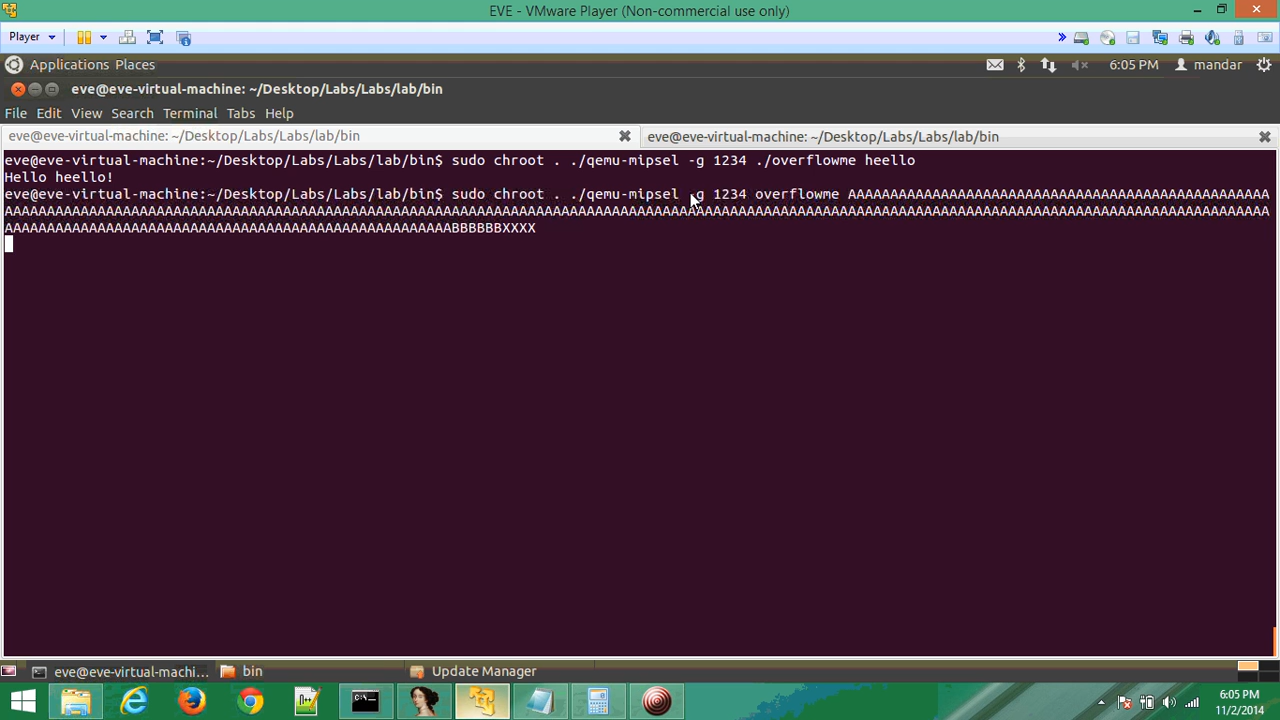 EVE - VMware Player (Non-commercial use only)
Player
Applications Places
6:05 PM
mandar
eve@eve-virtual-machine: ~/Desktop/Labs/Labs/lab/bin
File Edit View Search Terminal Tabs Help
eve@eve-virtual-machine: ~/Desktop/Labs/Labs/lab/bin
eve@eve-virtual-machine: ~/Desktop/Labs/Labs/lab/bin
eve@eve-virtual-machine:~/Desktop/Labs/Labs/lab/bin$ sudo chroot . ./qemu-mipsel -g 1234 ./overflowme heello
Hello heello!
eve@eve-virtual-machine:~/Desktop/Labs/Labs/lab/bin$ sudo chroot . ./qemu-mipsel -g 1234 overflowme AAAAAAAAAAAAAAAAAAAAAAAAAAAAAAAAAAAAAAAAAAAAAAAAAA
AAAAAAAAAAAAAAAAAAAAAAAAAAAAAAAAAAAAAAAAAAAAAAAAAAAAAAAAAAAAAAAAAAAAAAAAAAAAAAAAAAAAAAAAAAAAAAAAAAAAAAAAAAAAAAAAAAAAAAAAAAAAAAAAAAAAAAAAAAAAAAAAAAAAAAAAAA
AAAAAAAAAAAAAAAAAAAAAAAAAAAAAAAAAAAAAAAAAAAAAAAAAAAAABBBBBBXXXX
eve@eve-virtual-machi...
bin
Update Manager
6:05 PM
11/2/2014